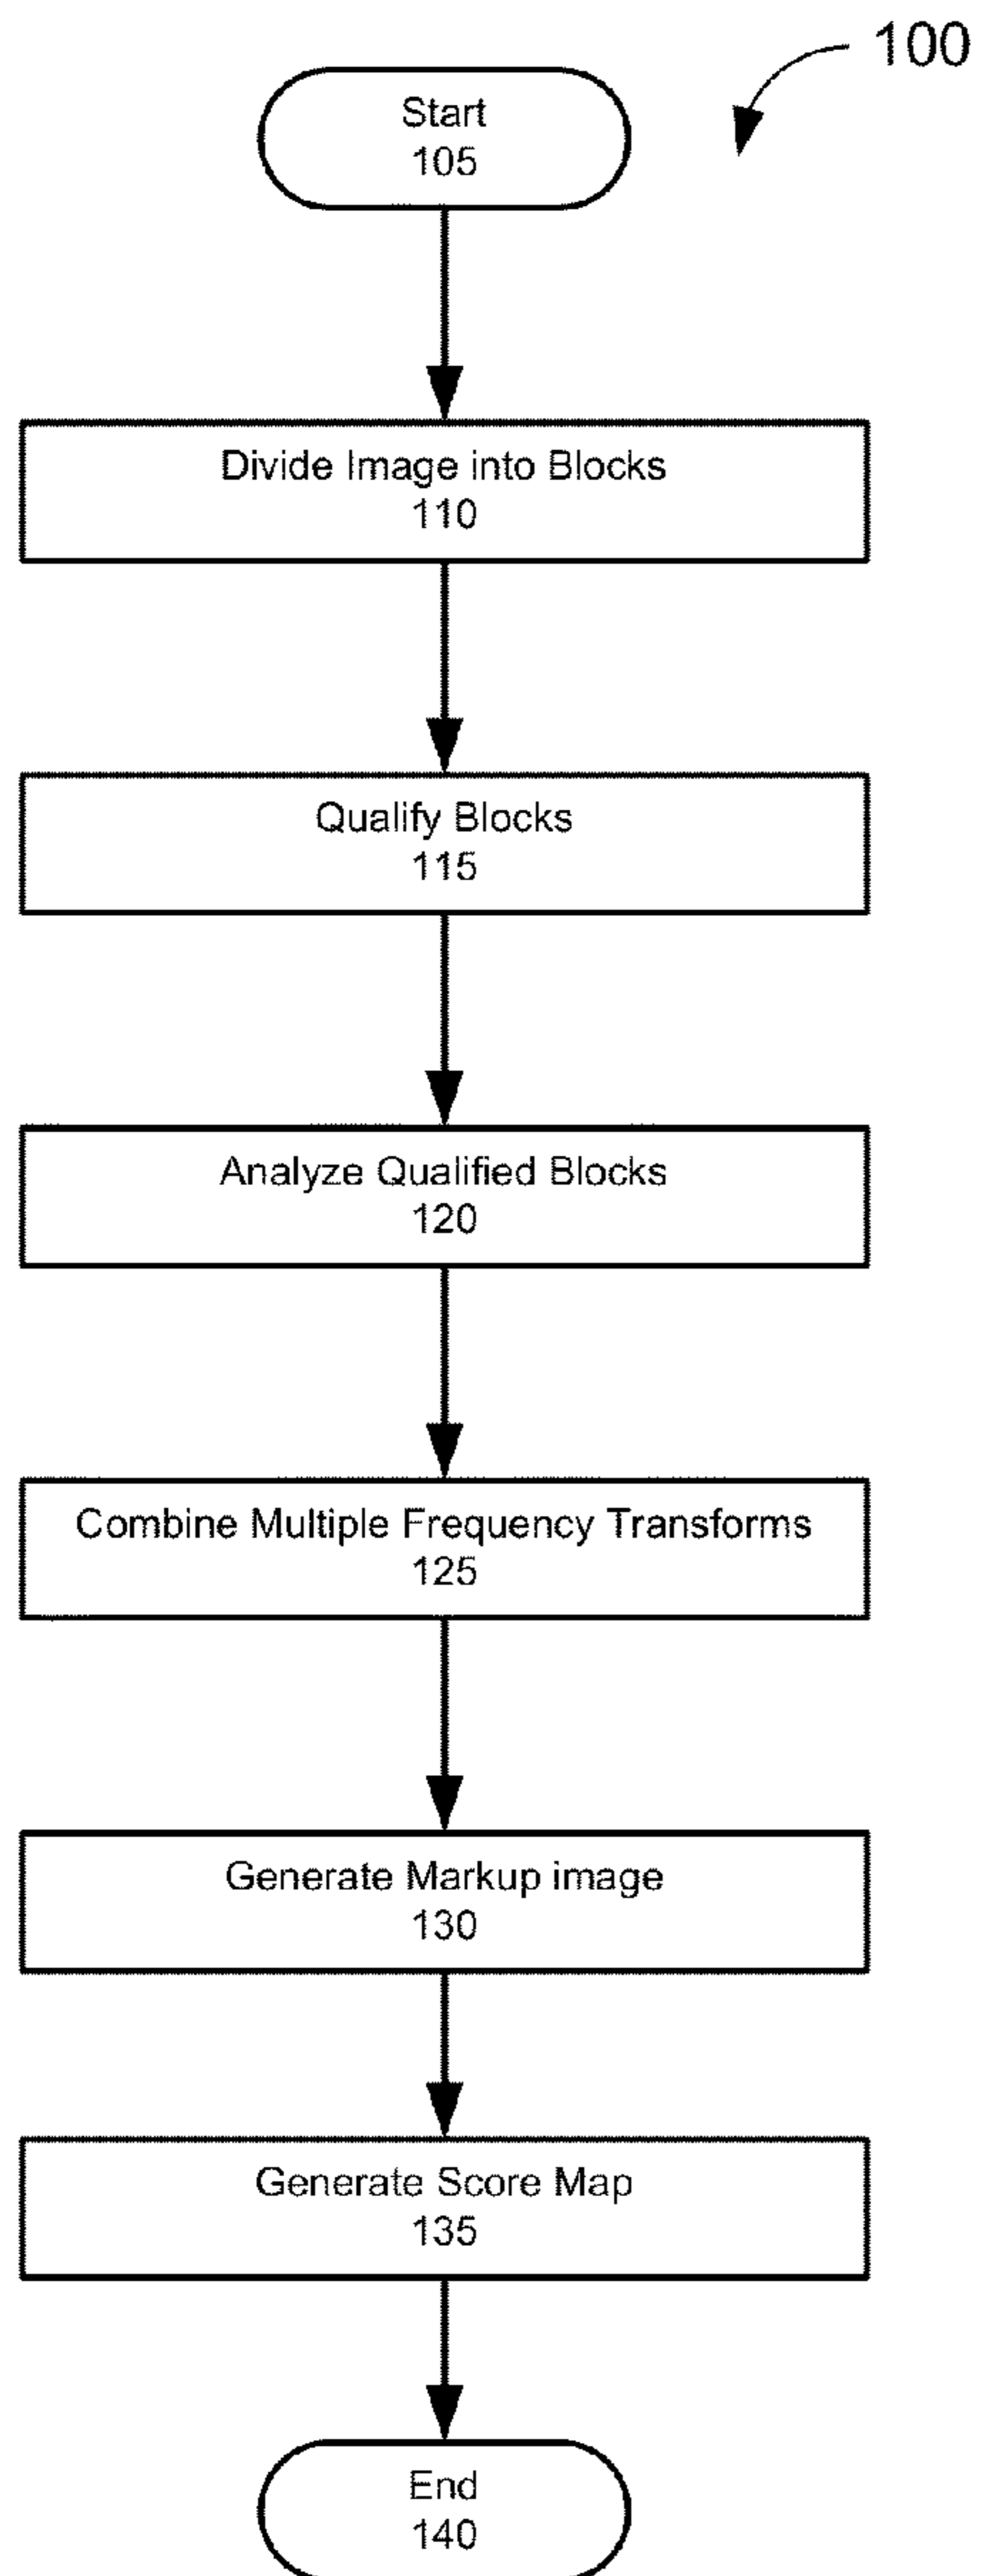 100
Start
105
Divide Image into Blocks
110
Qualify Blocks
115
Analyze Qualified Blocks
120
Combine Multiple Frequency Transforms
125
Generate Markup image
130
Generate Score Map
135
End
140